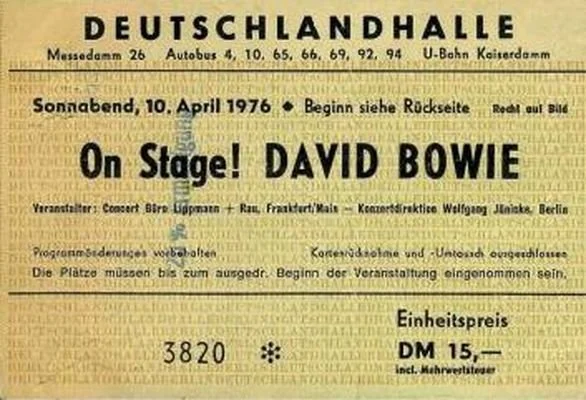 DEUTSCHLANDHALLE
Messedamm 26 Autobus 4, 10, 65, 66, 69, 92, 94 U-Bahn Kaiserdamm
Sonnabend, 10. April 1976 ◆ Beginn siehe Rückseite Recht auf Bild
On Stage! DAVID BOWIE
Veranstalter: Concert Büro Lippmann + Rau, Frankfurt/Main – Konzertdirektion Wolfgang Jänicke, Berlin
Programmänderungen vorbehalten Kartenrücknahme und -Umtausch ausgeschlossen
Die Plätze müssen bis zum ausgedr. Beginn der Veranstaltung eingenommen sein.
Einheitspreis
3820 ✻ DM 15,—
incl. Mehrwertsteuer